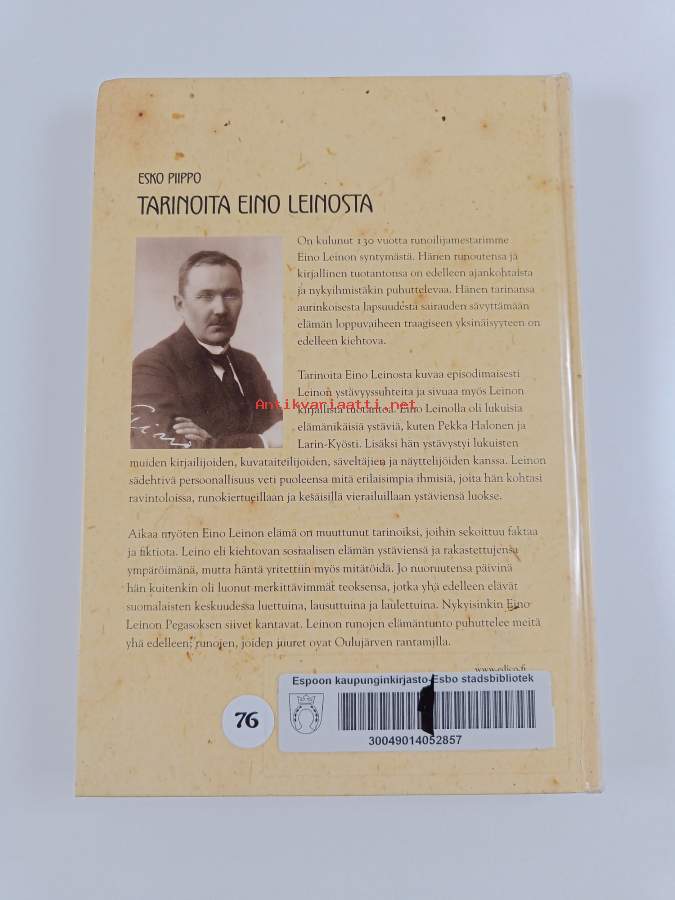 ESKO PIIPPO
TARINOITA EINO LEINOSTA
On kulunut 130 vuotta runoilijamestarimme
Eino Leinon syntymästä. Hänen runoutensa ja
kirjallinen tuotantonsa on edelleen ajankohtaista
ja nykyihmistäkin puhuttelevaa. Hänen tarinansa
aurinkoisesta lapsuudesta sairauden sävyttämään
elämän loppuvaiheen traagiseen yksinäisyyteen on
edelleen kiehtova.
Tarinoita Eino Leinosta kuvaa episodimaisesti
Leinon ystävyyssuhteita ja sivuaa myös Leinon
Antikvariaatti.net
kirjallista tuotantoa. Eino Leinolla oli lukuisia
elämänikäisiä ystäviä, kuten Pekka Halonen ja
Larin-Kyösti. Lisäksi hän ystävystyi lukuisten
muiden kirjailijoiden, kuvataiteilijoiden, säveltäjien ja näyttelijöiden kanssa. Leinon
sädehtivä persoonallisuus veti puoleensa mitä erilaisimpia ihmisiä, joita hän kohtasi
ravintoloissa, runokiertueillaan ja kesäisillä vierailuillaan ystäviensä luokse.
Aikaa myöten Eino Leinon elämä on muuttunut tarinoiksi, joihin sekoittuu faktaa
ja fiktiota. Leino eli kiehtovan sosiaalisen elämän ystäviensä ja rakastettujensa
ympäröimänä, mutta häntä yritettiin myös mitätöidä. Jo nuoruutensa päivinä
hän kuitenkin oli luonut merkittävimmät teoksensa, jotka yhä edelleen elävät
suomalaisten keskuudessa luettuina, lausuttuina ja laulettuina. Nykyisinkin Eino
Leinon Pegasoksen siivet kantavat. Leinon runojen elämäntunto puhuttelee meitä
yhä edelleen; runojen, joiden juuret ovat Oulujärven rantamilla.
76
Espoon kaupunginkirjasto-Esbo stadsbibliotek
30049014052857